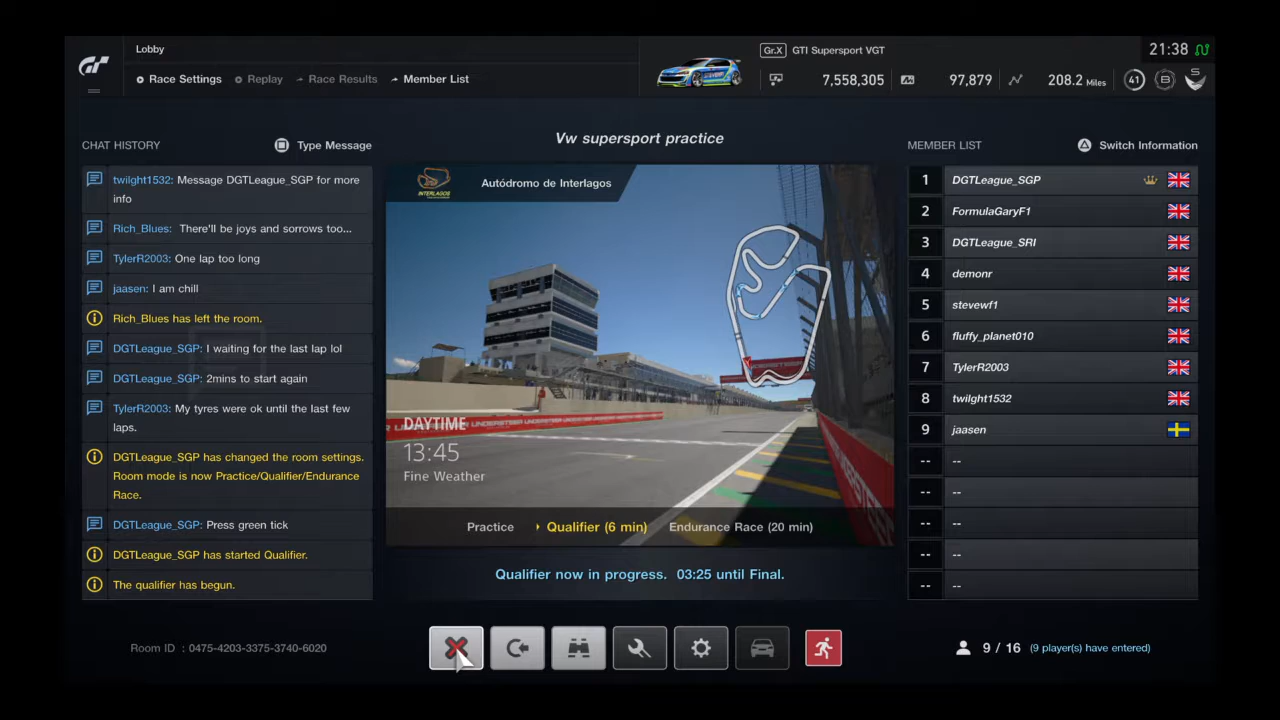 Lobby
Race Settings
Replay
Race Results
Member List
Gr.X
GTI Supersport VGT
7,558,305
97,879
208.2 Miles
21:38
41
B
S
CHAT HISTORY
Type Message
twilght1532: Message DGTLeague_SGP for more
info
Rich_Blues: There'll be joys and sorrows too...
TylerR2003: One lap too long
jaasen: I am chill
Rich_Blues has left the room.
DGTLeague_SGP: I waiting for the last lap lol
DGTLeague_SGP: 2mins to start again
TylerR2003: My tyres were ok until the last few
laps.
DGTLeague_SGP has changed the room settings.
Room mode is now Practice/Qualifier/Endurance
Race.
DGTLeague_SGP: Press green tick
DGTLeague_SGP has started Qualifier.
The qualifier has begun.
Room ID : 0475-4203-3375-3740-6020
Vw supersport practice
INTERLAGOS
Autódromo de Interlagos
DAYTIME
13:45
Fine Weather
UNDERSTEER
Practice
Qualifier (6 min)
Endurance Race (20 min)
Qualifier now in progress. 03:25 until Final.
MEMBER LIST
Switch Information
1 DGTLeague_SGP
2 FormulaGaryF1
3 DGTLeague_SRI
4 demonr
5 stevewf1
6 fluffy_planet010
7 TylerR2003
8 twilght1532
9 jaasen
-- --
-- --
-- --
-- --
-- --
9 / 16 (9 player(s) have entered)